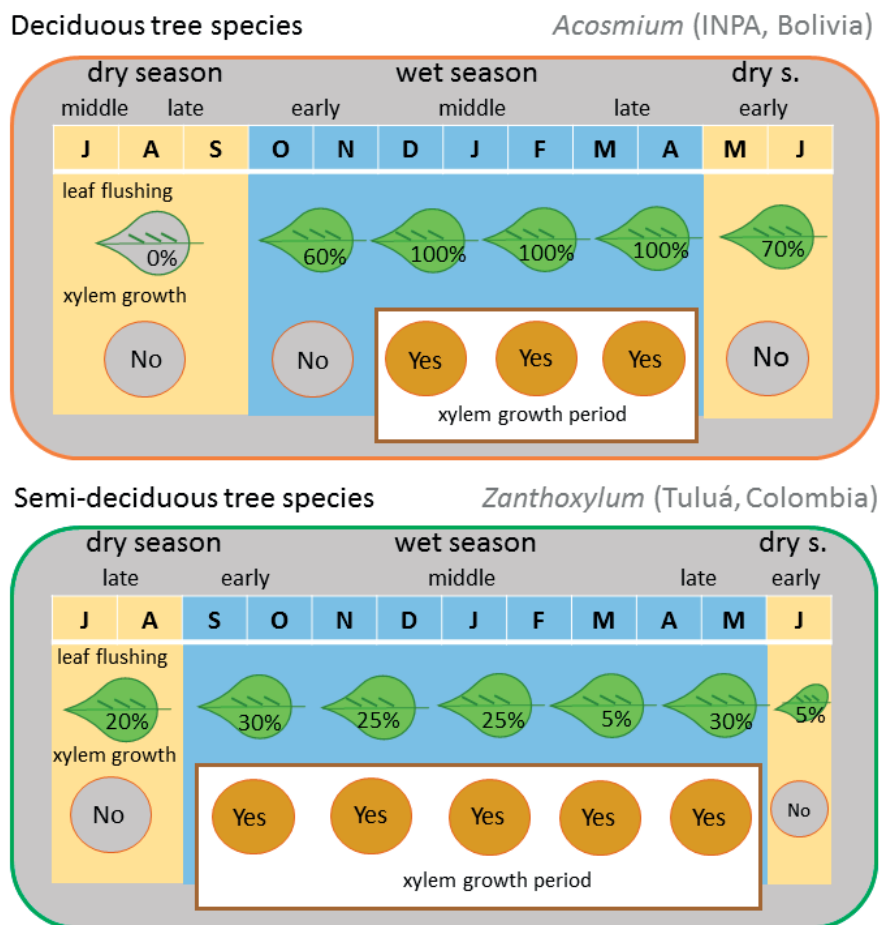 Deciduous tree species Acosmium (INPA, Bolivia)
dry season wet season dry s.
middle late early middle late early
J A S O N D J F M A M J
leaf flushing
0% 60% 100% 100% 100% 70%
xylem growth
No No Yes Yes Yes No
xylem growth period
Semi-deciduous tree species Zanthoxylum (Tuluá, Colombia)
dry season wet season dry s.
late early middle late early
J A S O N D J F M A M J
leaf flushing
20% 30% 25% 25% 5% 30% 5%
xylem growth
No Yes Yes Yes Yes Yes No
xylem growth period